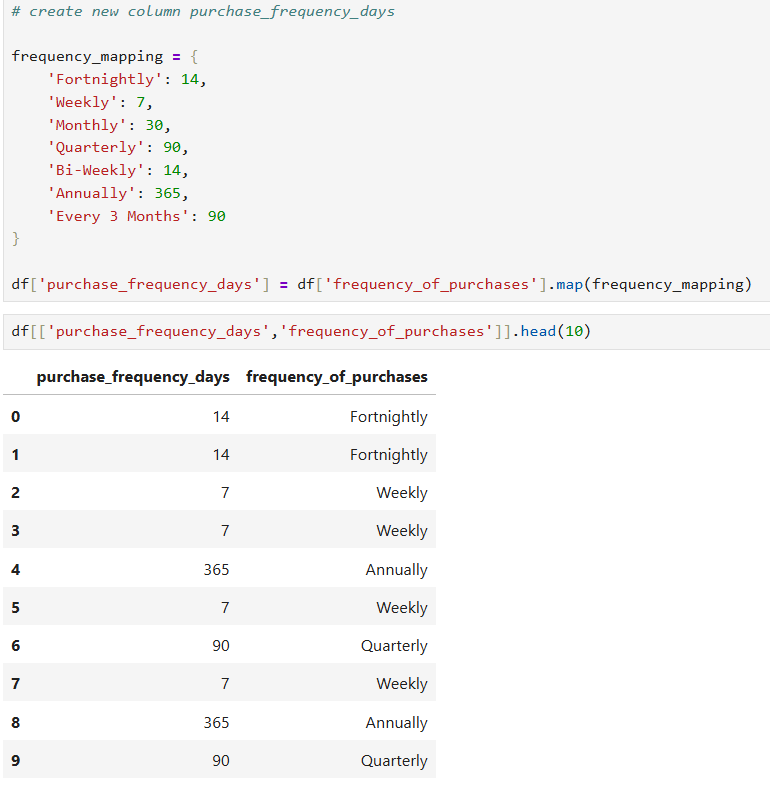 # create new column purchase_frequency_days
frequency_mapping = {
    'Fortnightly': 14,
    'Weekly': 7,
    'Monthly': 30,
    'Quarterly': 90,
    'Bi-Weekly': 14,
    'Annually': 365,
    'Every 3 Months': 90
}
df['purchase_frequency_days'] = df['frequency_of_purchases'].map(frequency_mapping)
df[['purchase_frequency_days','frequency_of_purchases']].head(10)
purchase_frequency_days frequency_of_purchases
0 14 Fortnightly
1 14 Fortnightly
2 7 Weekly
3 7 Weekly
4 365 Annually
5 7 Weekly
6 90 Quarterly
7 7 Weekly
8 365 Annually
9 90 Quarterly